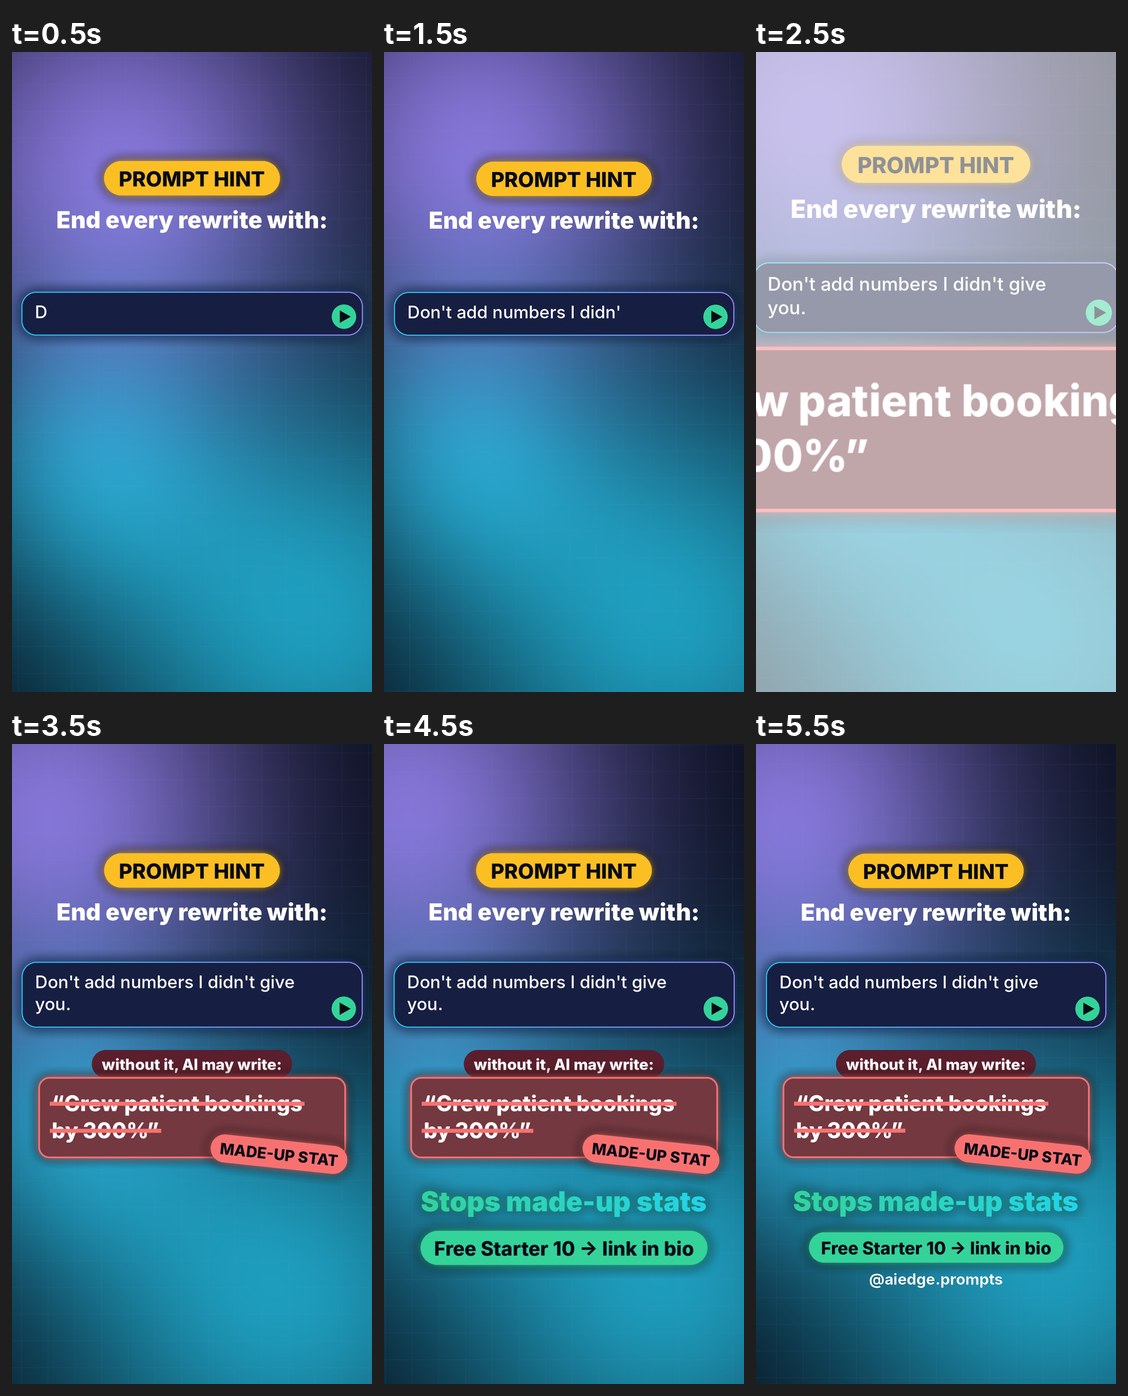 t=0.5s
PROMPT HINT
End every rewrite with:
D
t=1.5s
PROMPT HINT
End every rewrite with:
Don't add numbers I didn'
t=2.5s
PROMPT HINT
End every rewrite with:
Don't add numbers I didn't give
you.
w patient booking
00%”
t=3.5s
PROMPT HINT
End every rewrite with:
Don't add numbers I didn't give
you.
without it, AI may write:
“Grew patient bookings
by 300%”
MADE-UP STAT
t=4.5s
PROMPT HINT
End every rewrite with:
Don't add numbers I didn't give
you.
without it, AI may write:
“Grew patient bookings
by 300%”
MADE-UP STAT
Stops made-up stats
Free Starter 10 → link in bio
t=5.5s
PROMPT HINT
End every rewrite with:
Don't add numbers I didn't give
you.
without it, AI may write:
“Grew patient bookings
by 300%”
MADE-UP STAT
Stops made-up stats
Free Starter 10 → link in bio
@aiedge.prompts